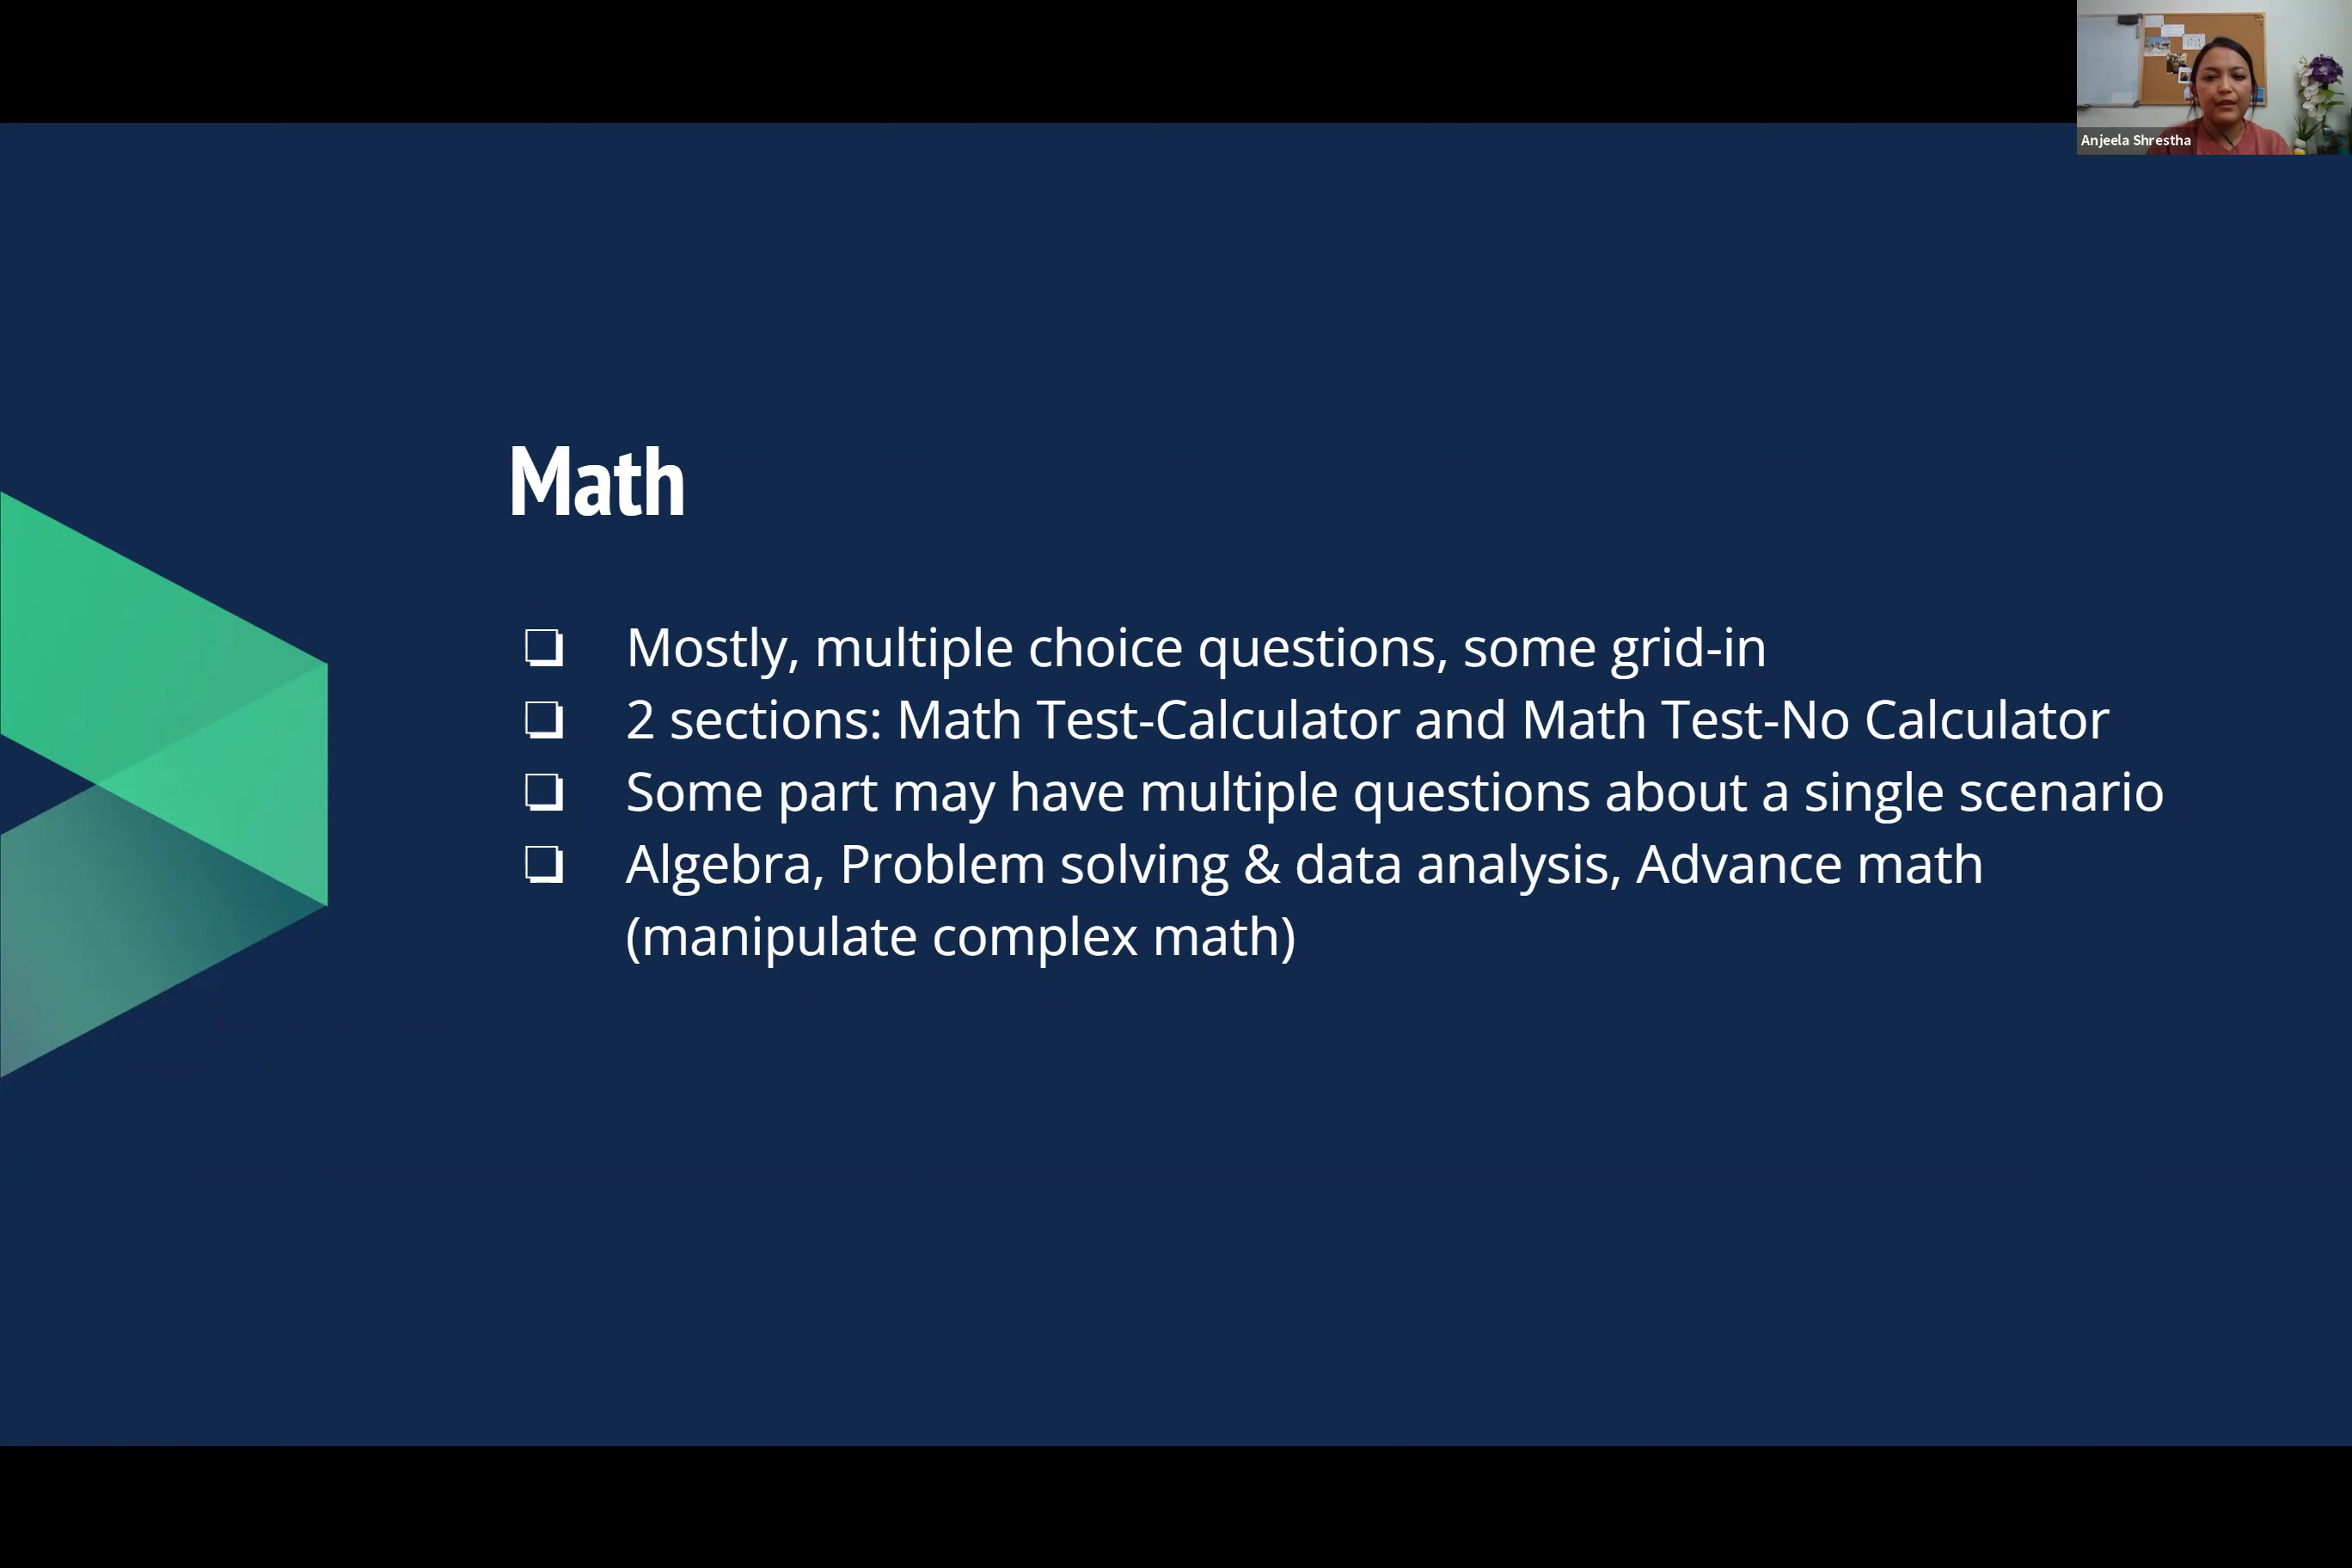 Anjeela Shrestha
Math
❏ Mostly, multiple choice questions, some grid-in
❏ 2 sections: Math Test-Calculator and Math Test-No Calculator
❏ Some part may have multiple questions about a single scenario
❏ Algebra, Problem solving & data analysis, Advance math
(manipulate complex math)